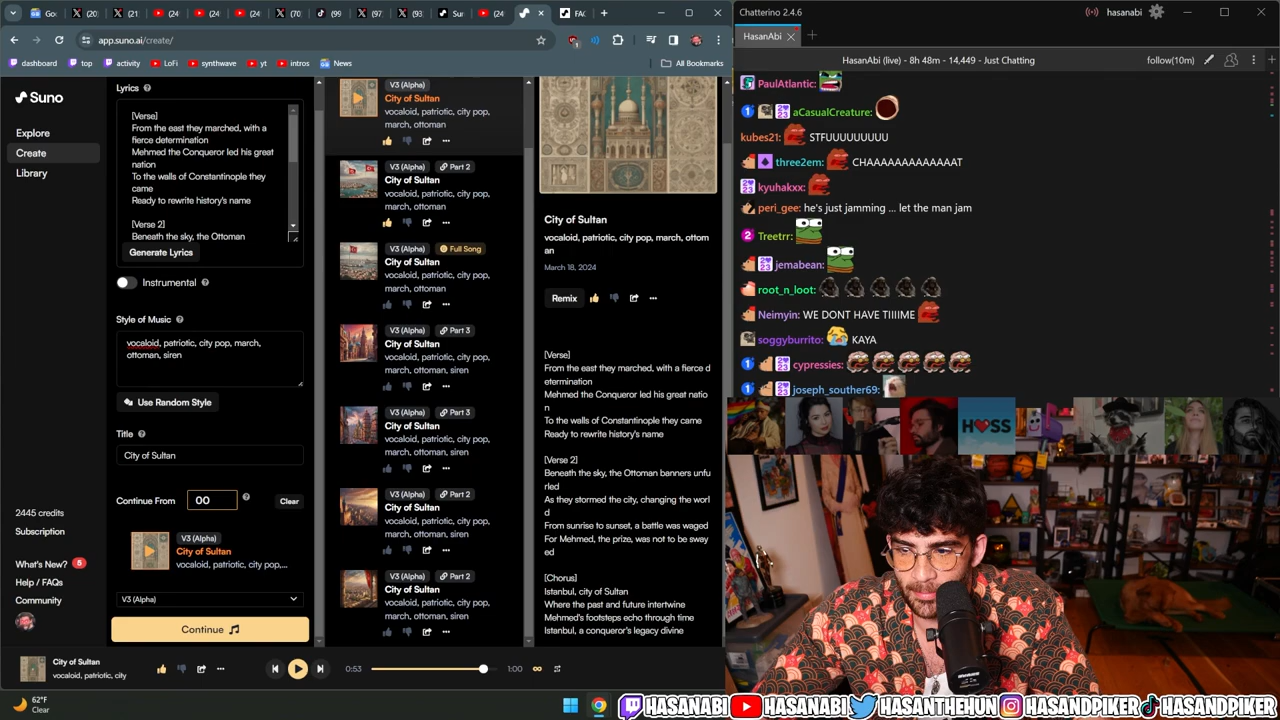 Go
(20
(21
(24
(24
(24
(24
(70
(99
(97
(93
Su
(24
FA
app.suno.ai/create/
dashboard
top
activity
LoFi
synthwave
yt
intros
News
All Bookmarks
Suno
Explore
Create
Library
2445 credits
Subscription
What's New? 5
Help / FAQs
Community
Lyrics
[Verse]
From the east they marched, with a
fierce determination
Mehmed the Conqueror led his great
nation
To the walls of Constantinople they
came
Ready to rewrite history's name
[Verse 2]
Beneath the sky, the Ottoman
Generate Lyrics
Instrumental
Style of Music
vocaloid, patriotic, city pop, march,
ottoman, siren
Use Random Style
Title
City of Sultan
Continue From 00 Clear
V3 (Alpha)
City of Sultan
vocaloid, patriotic, city pop,...
V3 (Alpha)
Continue
V3 (Alpha)
City of Sultan
vocaloid, patriotic, city pop,
march, ottoman
V3 (Alpha) Part 2
City of Sultan
vocaloid, patriotic, city pop,
march, ottoman
V3 (Alpha) Full Song
City of Sultan
vocaloid, patriotic, city pop,
march, ottoman
V3 (Alpha) Part 3
City of Sultan
vocaloid, patriotic, city pop,
march, ottoman, siren
V3 (Alpha) Part 3
City of Sultan
vocaloid, patriotic, city pop,
march, ottoman, siren
V3 (Alpha) Part 2
City of Sultan
vocaloid, patriotic, city pop,
march, ottoman, siren
V3 (Alpha) Part 2
City of Sultan
vocaloid, patriotic, city pop,
march, ottoman, siren
City of Sultan
vocaloid, patriotic, city pop, march, ottom
an
March 18, 2024
Remix
[Verse]
From the east they marched, with a fierce d
etermination
Mehmed the Conqueror led his great natio
n
To the walls of Constantinople they came
Ready to rewrite history's name
[Verse 2]
Beneath the sky, the Ottoman banners unfu
rled
As they stormed the city, changing the worl
d
From sunrise to sunset, a battle was waged
For Mehmed, the prize, was not to be sway
ed
[Chorus]
Istanbul, city of Sultan
Where the past and future intertwine
Mehmed's footsteps echo through time
Istanbul, a conqueror's legacy divine
City of Sultan
vocaloid, patriotic, city
0:53
1:00
62°F
Clear
Chatterino 2.4.6
hasanabi
HasanAbi
HasanAbi (live) - 8h 48m - 14,449 - Just Chatting
follow(10m)
PaulAtlantic:
aCasualCreature:
kubes21: STFUUUUUUUU
three2em: CHAAAAAAAAAAAAT
kyuhakxx:
peri_gee: he's just jamming ... let the man jam
Treetrr:
jemabean:
root_n_loot:
Neimyin: WE DONT HAVE TIIIIME
soggyburrito: KAYA
cypressies:
joseph_souther69:
HOSS
HASANABI
HASANABI
HASANTHEHUN
HASANDPIKER
HASANDPIKER